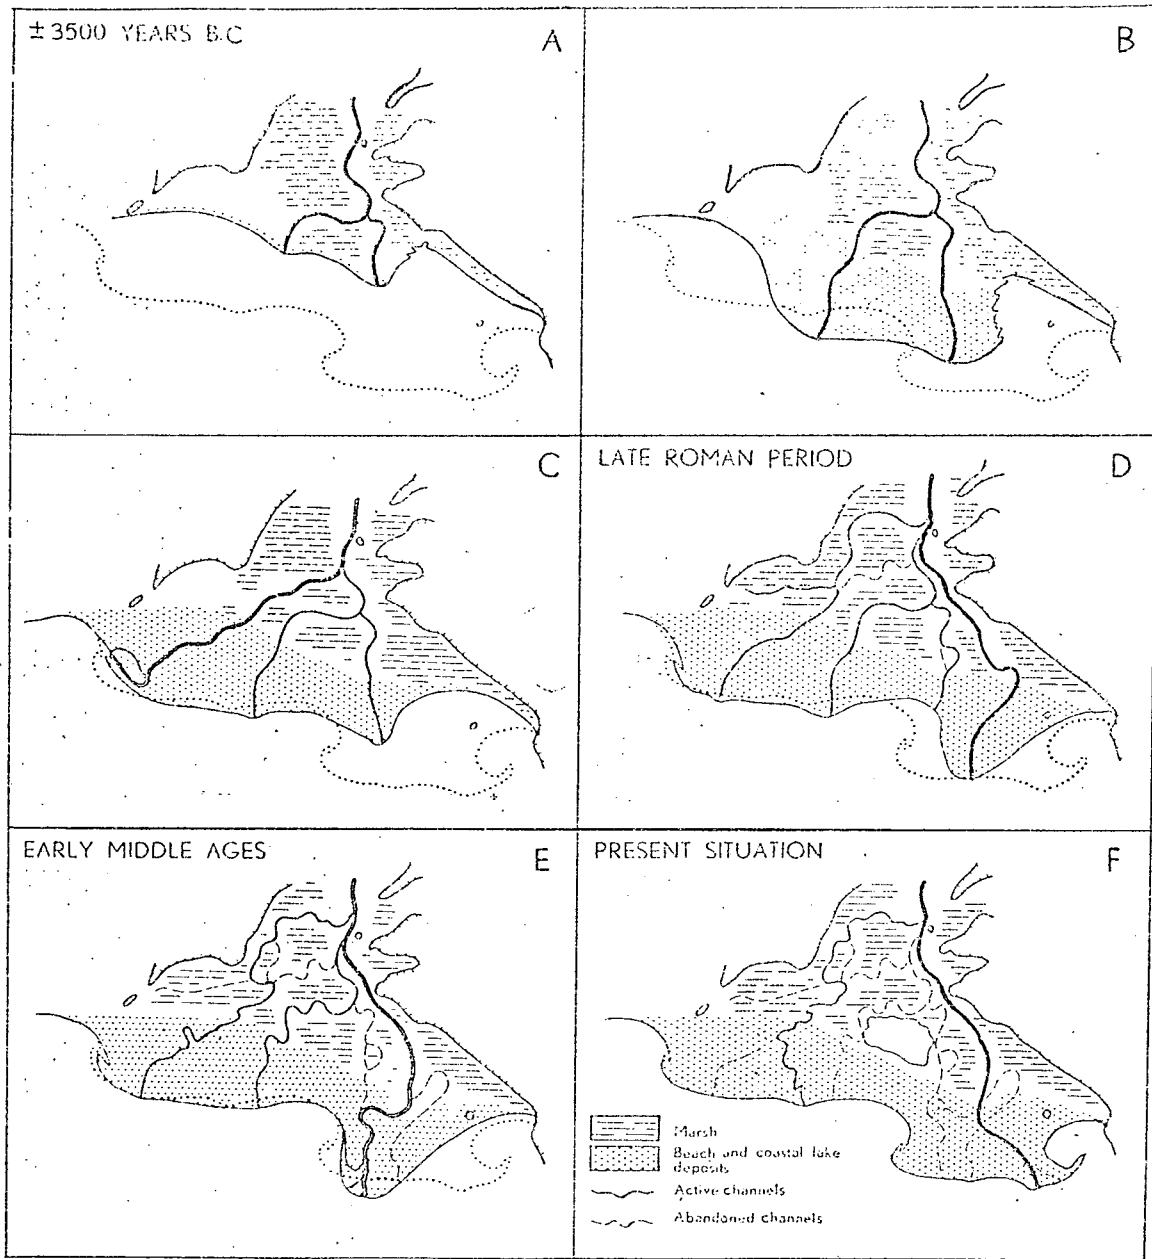 ± 3500 YEARS B.C
A
B
C
LATE ROMAN PERIOD
D
EARLY MIDDLE AGES
E
PRESENT SITUATION
F
Marsh
Beach and coastal lake
deposits
Active channels
Abandoned channels